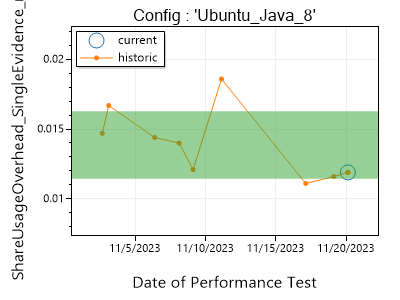 Config : 'Ubuntu_Java_8'
current
historic
ShareUsageOverhead_SingleEvidence_
0.02
0.015
0.01
11/5/2023
11/10/2023
11/15/2023
11/20/2023
Date of Performance Test